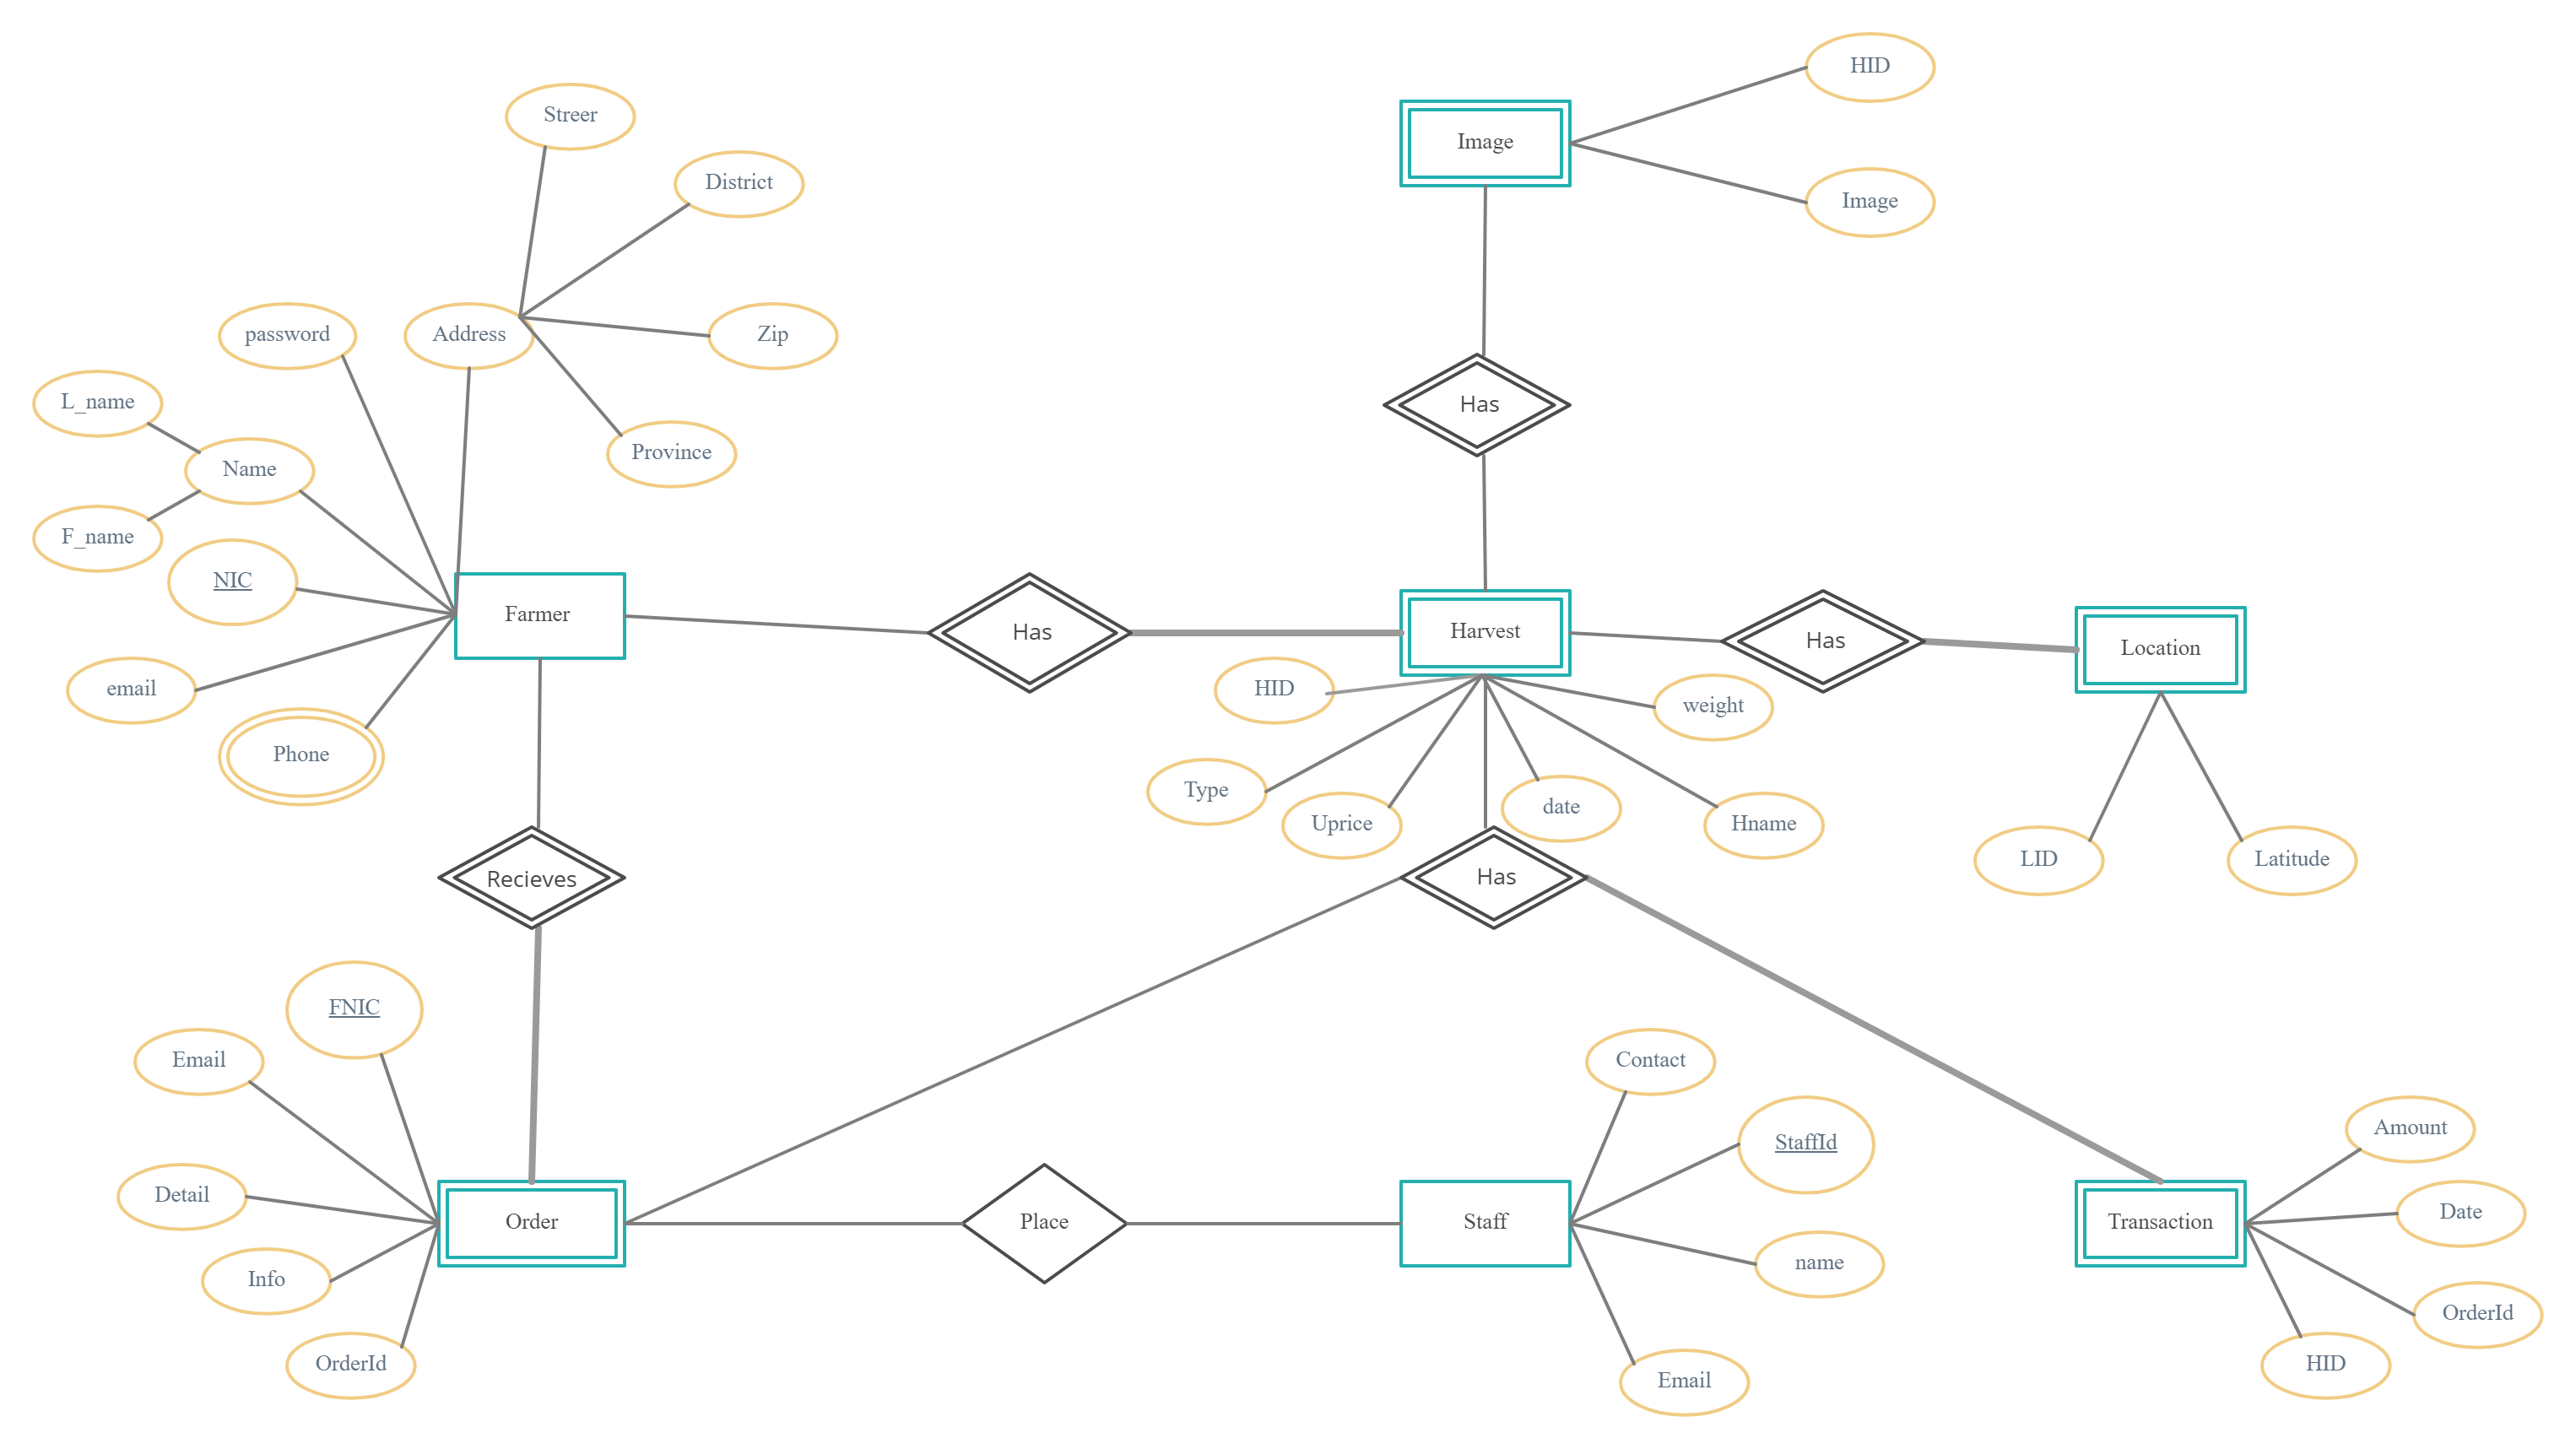 HID
Streer
Image
District
Image
password
Address
Zip
L_name
Has
Province
Name
F_name
NIC
Farmer
Has
Harvest
Has
Location
email
HID
weight
Phone
Type
Uprice
date
Hname
LID
Latitude
Recieves
Has
FNIC
Email
Contact
Amount
StaffId
Detail
Order
Place
Staff
Transaction
Date
name
Info
OrderId
OrderId
HID
Email